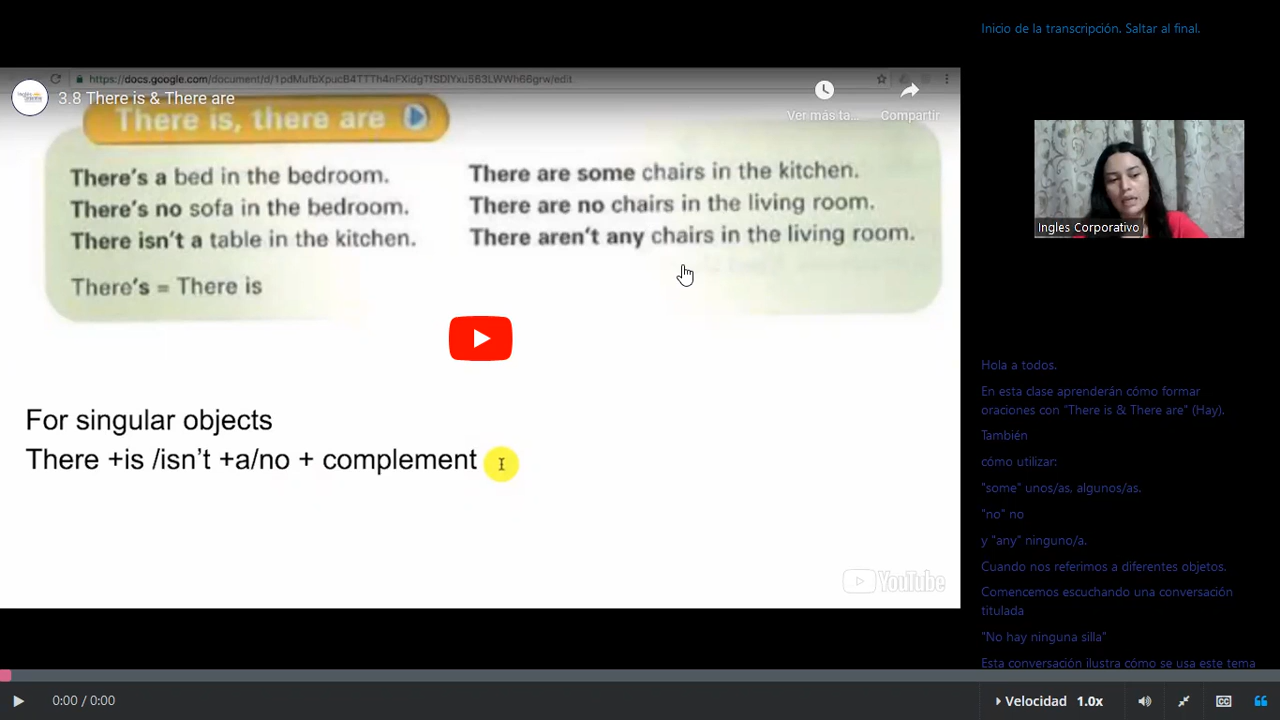 https://docs.google.com/document/d/1pdMufbXpucB4TTTh4nFXidgTfSDIYxu563LWWh66grw/edit
3.8 There is & There are
Ver más ta...
Compartir
There is, there are
There's a bed in the bedroom.
There's no sofa in the bedroom.
There isn't a table in the kitchen.
There's = There is
There are some chairs in the kitchen.
There are no chairs in the living room.
There aren't any chairs in the living room.
For singular objects
There +is /isn't +a/no + complement
YouTube
Inicio de la transcripción. Saltar al final.
Ingles Corporativo
Hola a todos.
En esta clase aprenderán cómo formar
oraciones con "There is & There are" (Hay).
También
cómo utilizar:
"some" unos/as, algunos/as.
"no" no
y "any" ninguno/a.
Cuando nos referimos a diferentes objetos.
Comencemos escuchando una conversación
titulada
"No hay ninguna silla"
Esta conversación ilustra cómo se usa este tema
0:00 / 0:00
Velocidad 1.0x
CC